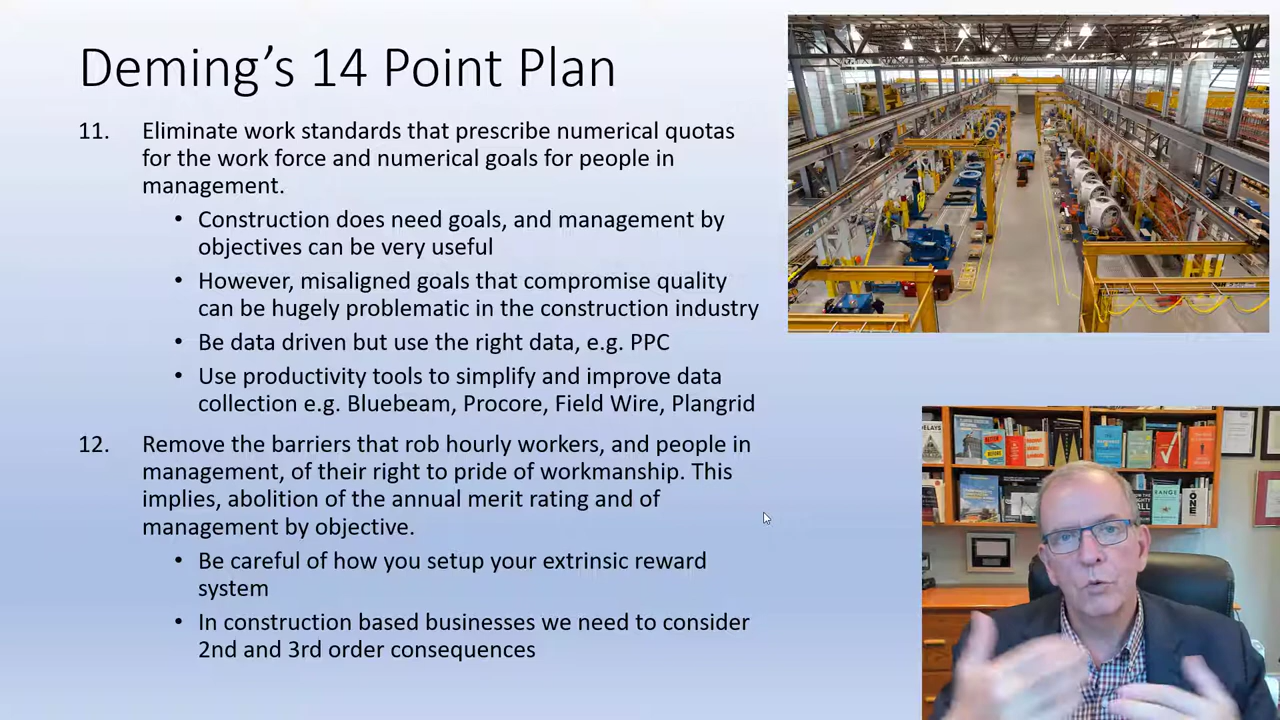 Deming’s 14 Point Plan
11. Eliminate work standards that prescribe numerical quotas
for the work force and numerical goals for people in
management.
• Construction does need goals, and management by
objectives can be very useful
• However, misaligned goals that compromise quality
can be hugely problematic in the construction industry
• Be data driven but use the right data, e.g. PPC
• Use productivity tools to simplify and improve data
collection e.g. Bluebeam, Procore, Field Wire, Plangrid
12. Remove the barriers that rob hourly workers, and people in
management, of their right to pride of workmanship. This
implies, abolition of the annual merit rating and of
management by objective.
• Be careful of how you setup your extrinsic reward
system
• In construction based businesses we need to consider
2nd and 3rd order consequences
DELAYS
RANGE